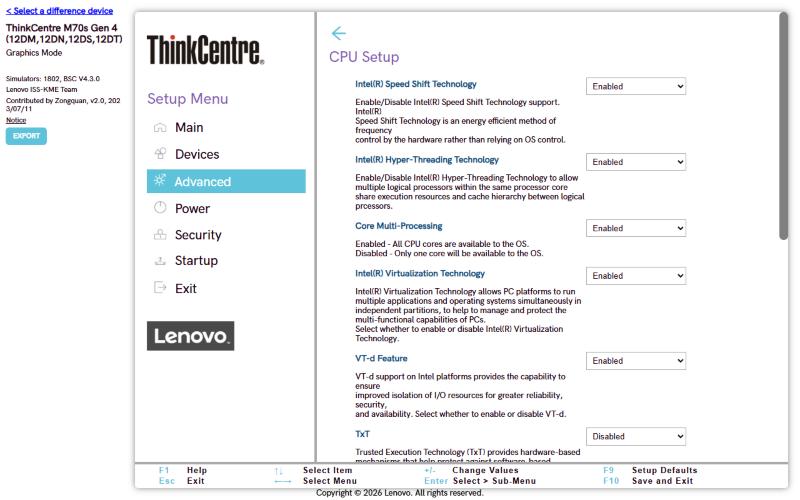 < Select a difference device
ThinkCentre M70s Gen 4
(12DM,12DN,12DS,12DT)
Graphics Mode
Simulators: 1802, BSC V4.3.0
Lenovo ISS-KME Team
Contributed by Zongquan, v2.0, 202
3/07/11
Notice
EXPORT
ThinkCentre.
Setup Menu
Main
Devices
Advanced
Power
Security
Startup
Exit
Lenovo.
CPU Setup
Intel(R) Speed Shift Technology
Enabled
Enable/Disable Intel(R) Speed Shift Technology support.
Intel(R)
Speed Shift Technology is an energy efficient method of
frequency
control by the hardware rather than relying on OS control.
Intel(R) Hyper-Threading Technology
Enabled
Enable/Disable Intel(R) Hyper-Threading Technology to allow
multiple logical processors within the same processor core
share execution resources and cache hierarchy between logical
prcessors.
Core Multi-Processing
Enabled
Enabled - All CPU cores are available to the OS.
Disabled - Only one core will be available to the OS.
Intel(R) Virtualization Technology
Enabled
Intel(R) Virtualization Technology allows PC platforms to run
multiple applications and operating systems simultaneously in
independent partitions, to help to manage and protect the
multi-functional capabilities of PCs.
Select whether to enable or disable Intel(R) Virtualization
Technology.
VT-d Feature
Enabled
VT-d support on Intel platforms provides the capability to
ensure
improved isolation of I/O resources for greater reliability,
security,
and availability. Select whether to enable or disable VT-d.
TxT
Disabled
Trusted Execution Technology (TxT) provides hardware-based
mechanisms that help protect against software-based
F1 Help ↑↓ Select Item +/- Change Values F9 Setup Defaults
Esc Exit ←→ Select Menu Enter Select > Sub-Menu F10 Save and Exit
Copyright © 2026 Lenovo. All rights reserved.